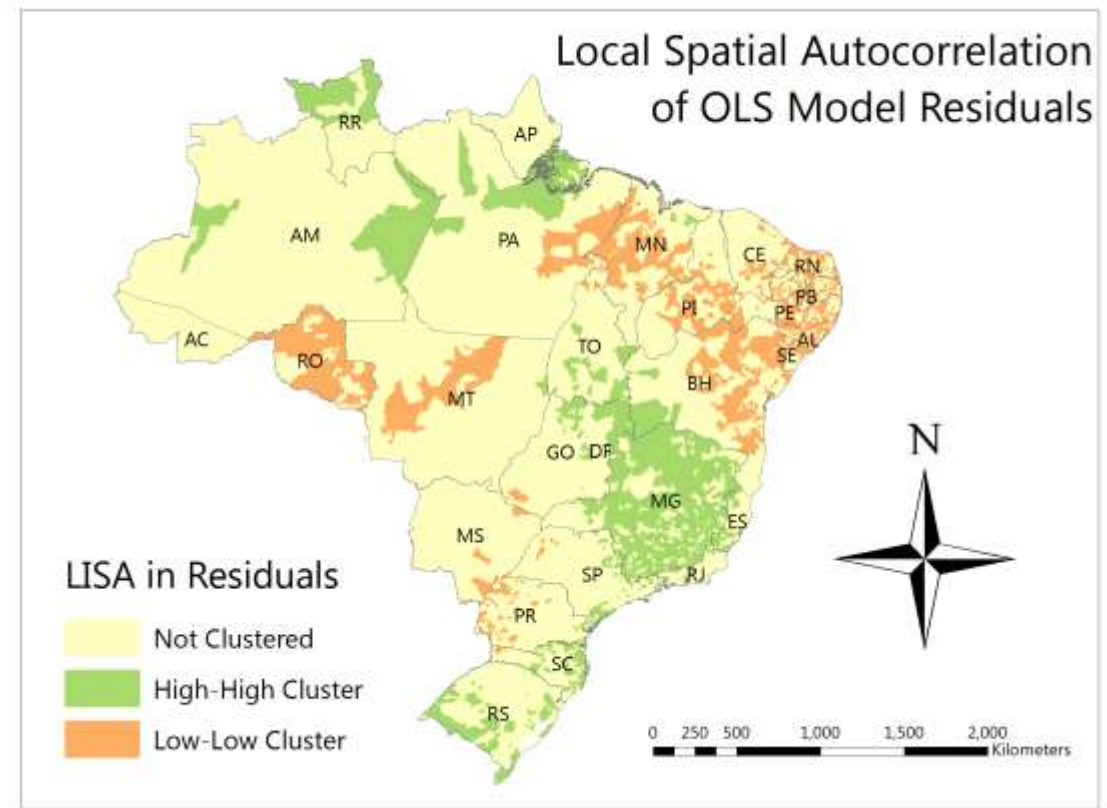 Local Spatial Autocorrelation
of OLS Model Residuals
RR
AP
AM
PA
MN
CE
RN
PB
PI
PE
AL
SE
AC
RO
TO
BH
MT
GO
DF
MG
ES
MS
SP
RJ
PR
SC
RS
N
LISA in Residuals
Not Clustered
High-High Cluster
Low-Low Cluster
0 250 500 1,000 1,500 2,000
Kilometers